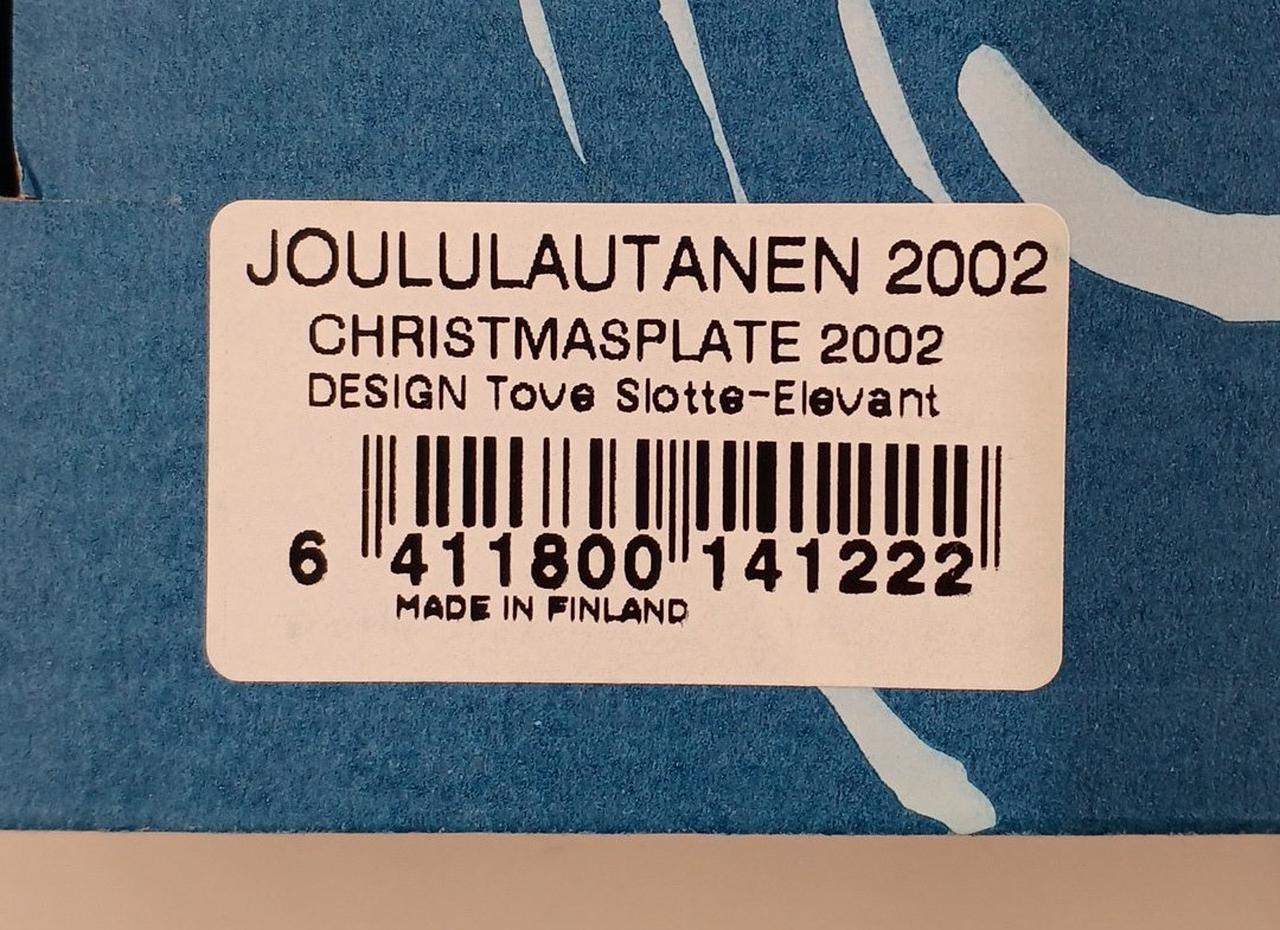 JOULULAUTANEN 2002
CHRISTMASPLATE 2002
DESIGN Tove Slotte-Elevant
6 411800 141222
MADE IN FINLAND